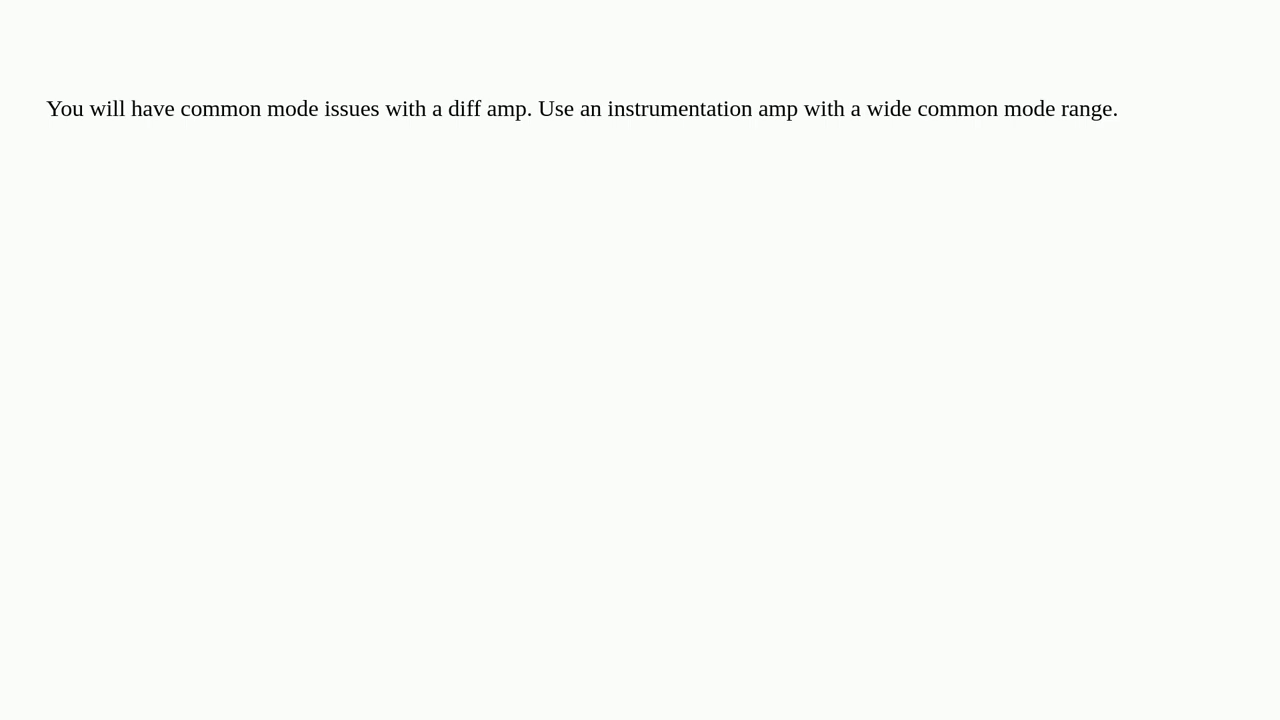 You will have common mode issues with a diff amp. Use an instrumentation amp with a wide common mode range.